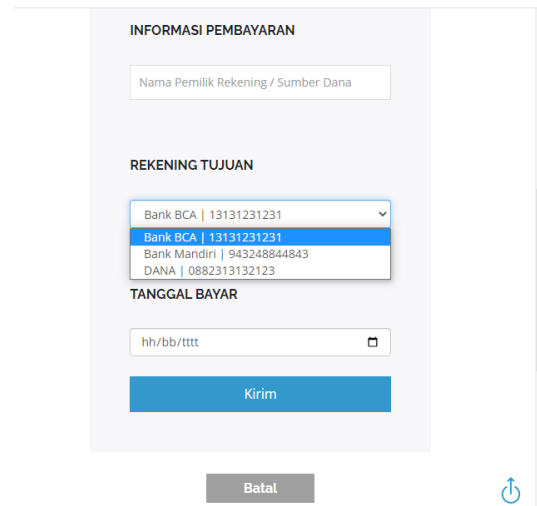 INFORMASI PEMBAYARAN
Nama Pemilik Rekening / Sumber Dana
REKENING TUJUAN
Bank BCA | 13131231231
Bank BCA | 13131231231
Bank Mandiri | 943248844843
DANA | 0882313132123
TANGGAL BAYAR
hh/bb/tttt
Kirim
Batal